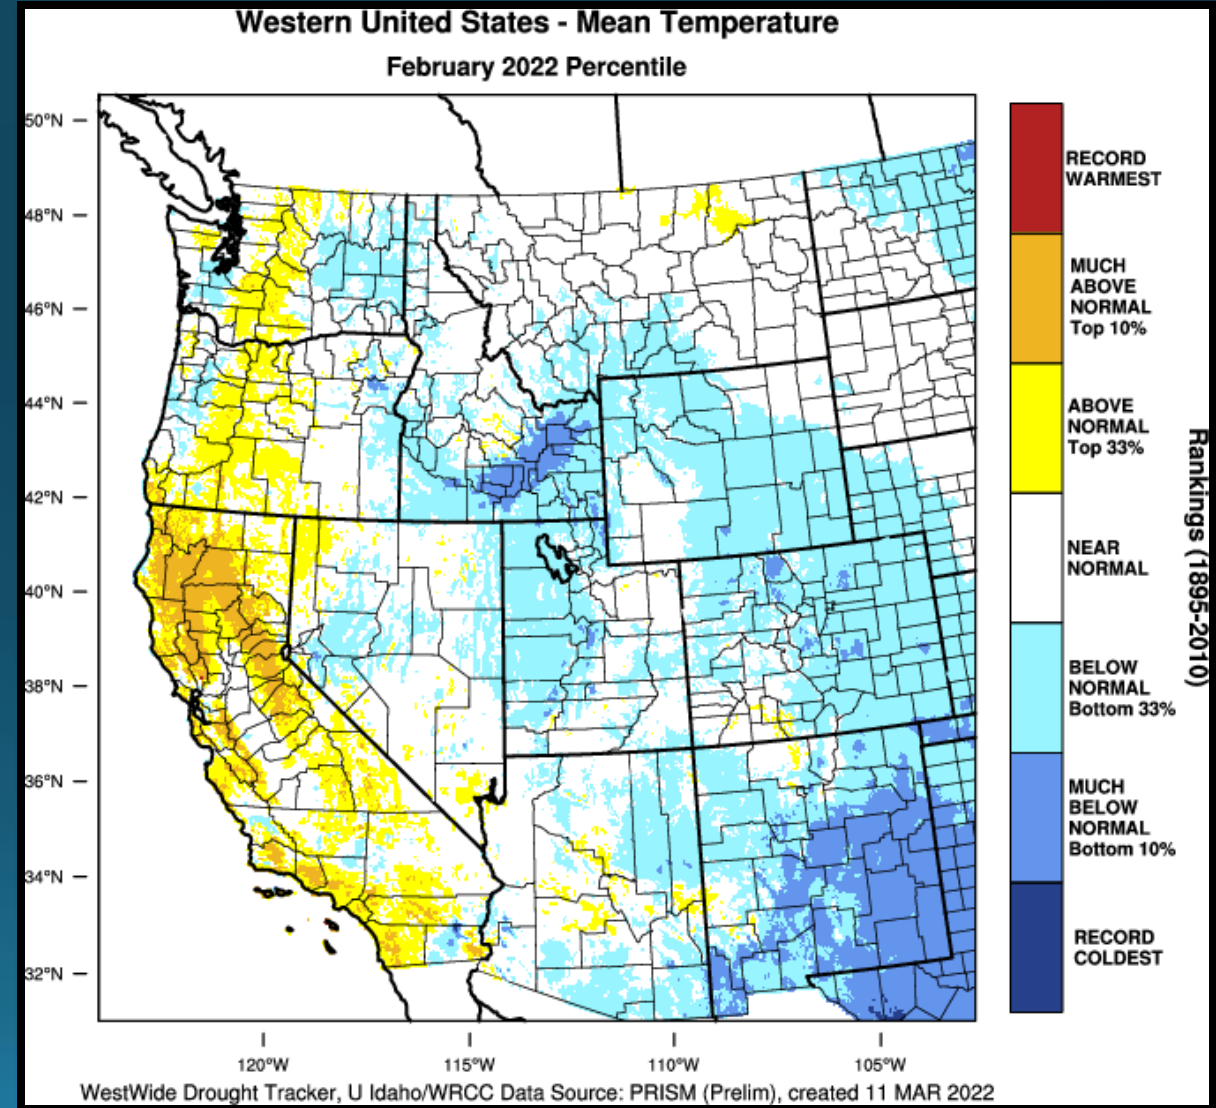 Western United States - Mean Temperature
February 2022 Percentile
50°N
48°N
46°N
44°N
42°N
40°N
38°N
36°N
34°N
32°N
120°W
115°W
110°W
105°W
RECORD
WARMEST
MUCH
ABOVE
NORMAL
Top 10%
ABOVE
NORMAL
Top 33%
NEAR
NORMAL
BELOW
NORMAL
Bottom 33%
MUCH
BELOW
NORMAL
Bottom 10%
RECORD
COLDEST
Rankings (1895-2010)
WestWide Drought Tracker, U Idaho/WRCC Data Source: PRISM (Prelim), created 11 MAR 2022